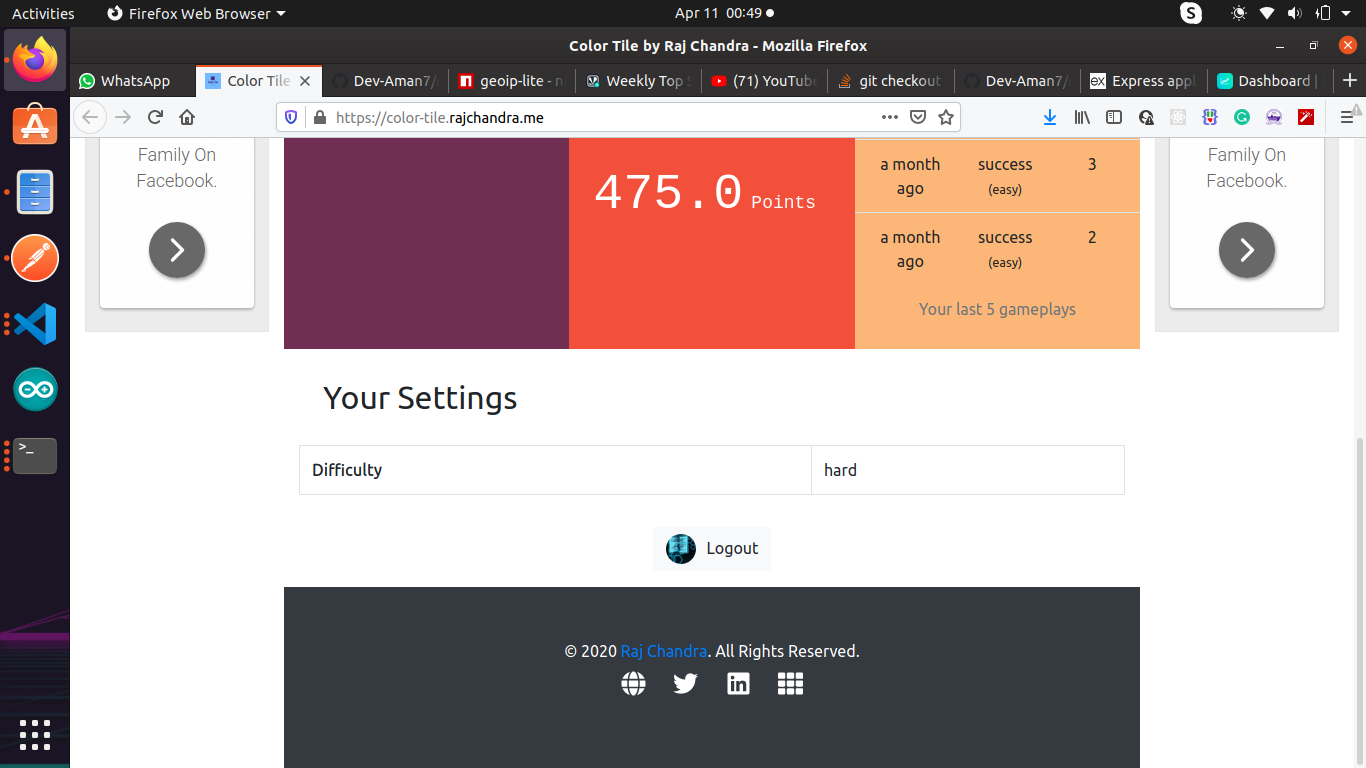 Activities
Firefox Web Browser
Apr 11 00:49
S
Color Tile by Raj Chandra - Mozilla Firefox
WhatsApp
Color Tile
Dev-Aman7/
geoip-lite - n
Weekly Top S
(71) YouTube
git checkout
Dev-Aman7/
Express appl
Dashboard |
https://color-tile.rajchandra.me
Family On
Facebook.
475.0 Points
a month ago
success (easy)
3
a month ago
success (easy)
2
Your last 5 gameplays
Family On
Facebook.
Your Settings
Difficulty
hard
Logout
© 2020 Raj Chandra. All Rights Reserved.